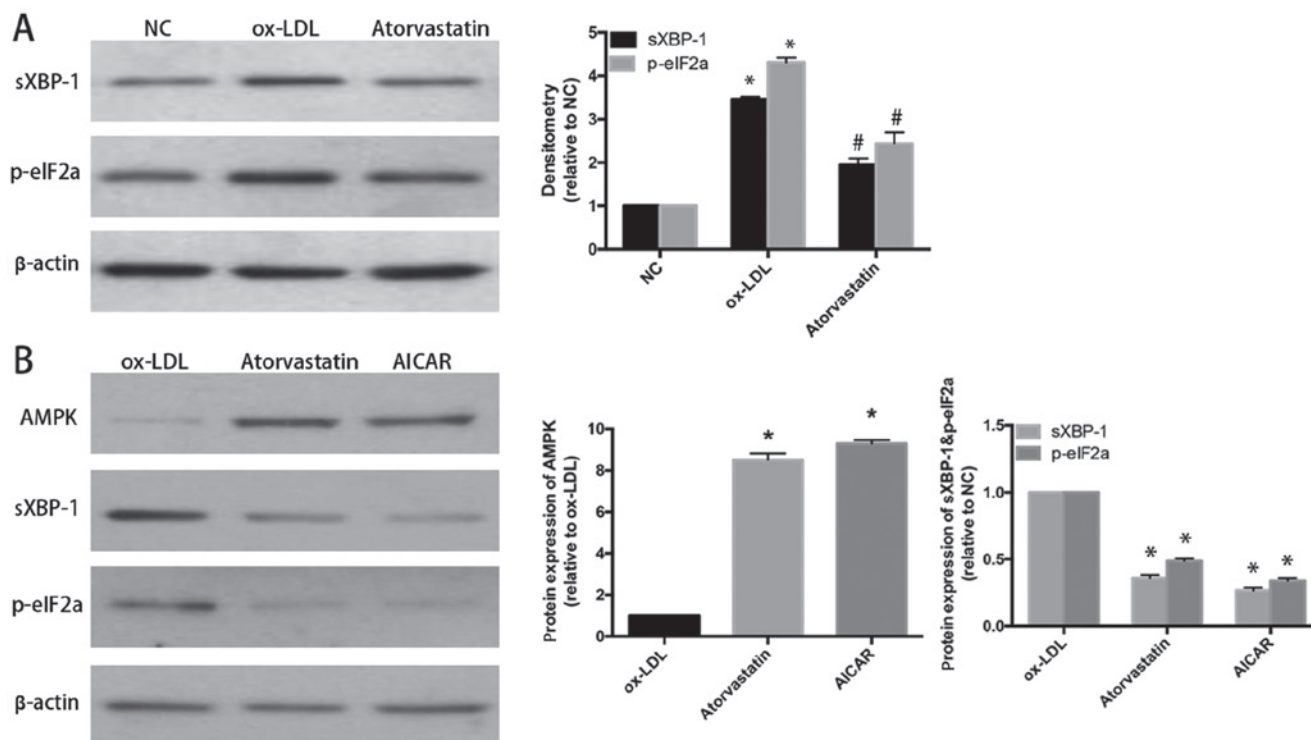 A
NC ox-LDL Atorvastatin
sXBP-1
p-eIF2a
β-actin
Densitometry
(relative to NC)
5
4
3
2
1
0
sXBP-1
p-eIF2a
* *
# #
NC
ox-LDL
Atorvastatin
B
ox-LDL Atorvastatin AICAR
AMPK
sXBP-1
p-eIF2a
β-actin
Protein expression of AMPK
(relative to ox-LDL)
10
8
6
4
2
0
* *
ox-LDL
Atorvastatin
AICAR
Protein expression of sXBP-1&p-eIF2a
(relative to NC)
1.5
1.0
0.5
0.0
sXBP-1
p-eIF2a
* * * *
ox-LDL
Atorvastatin
AICAR